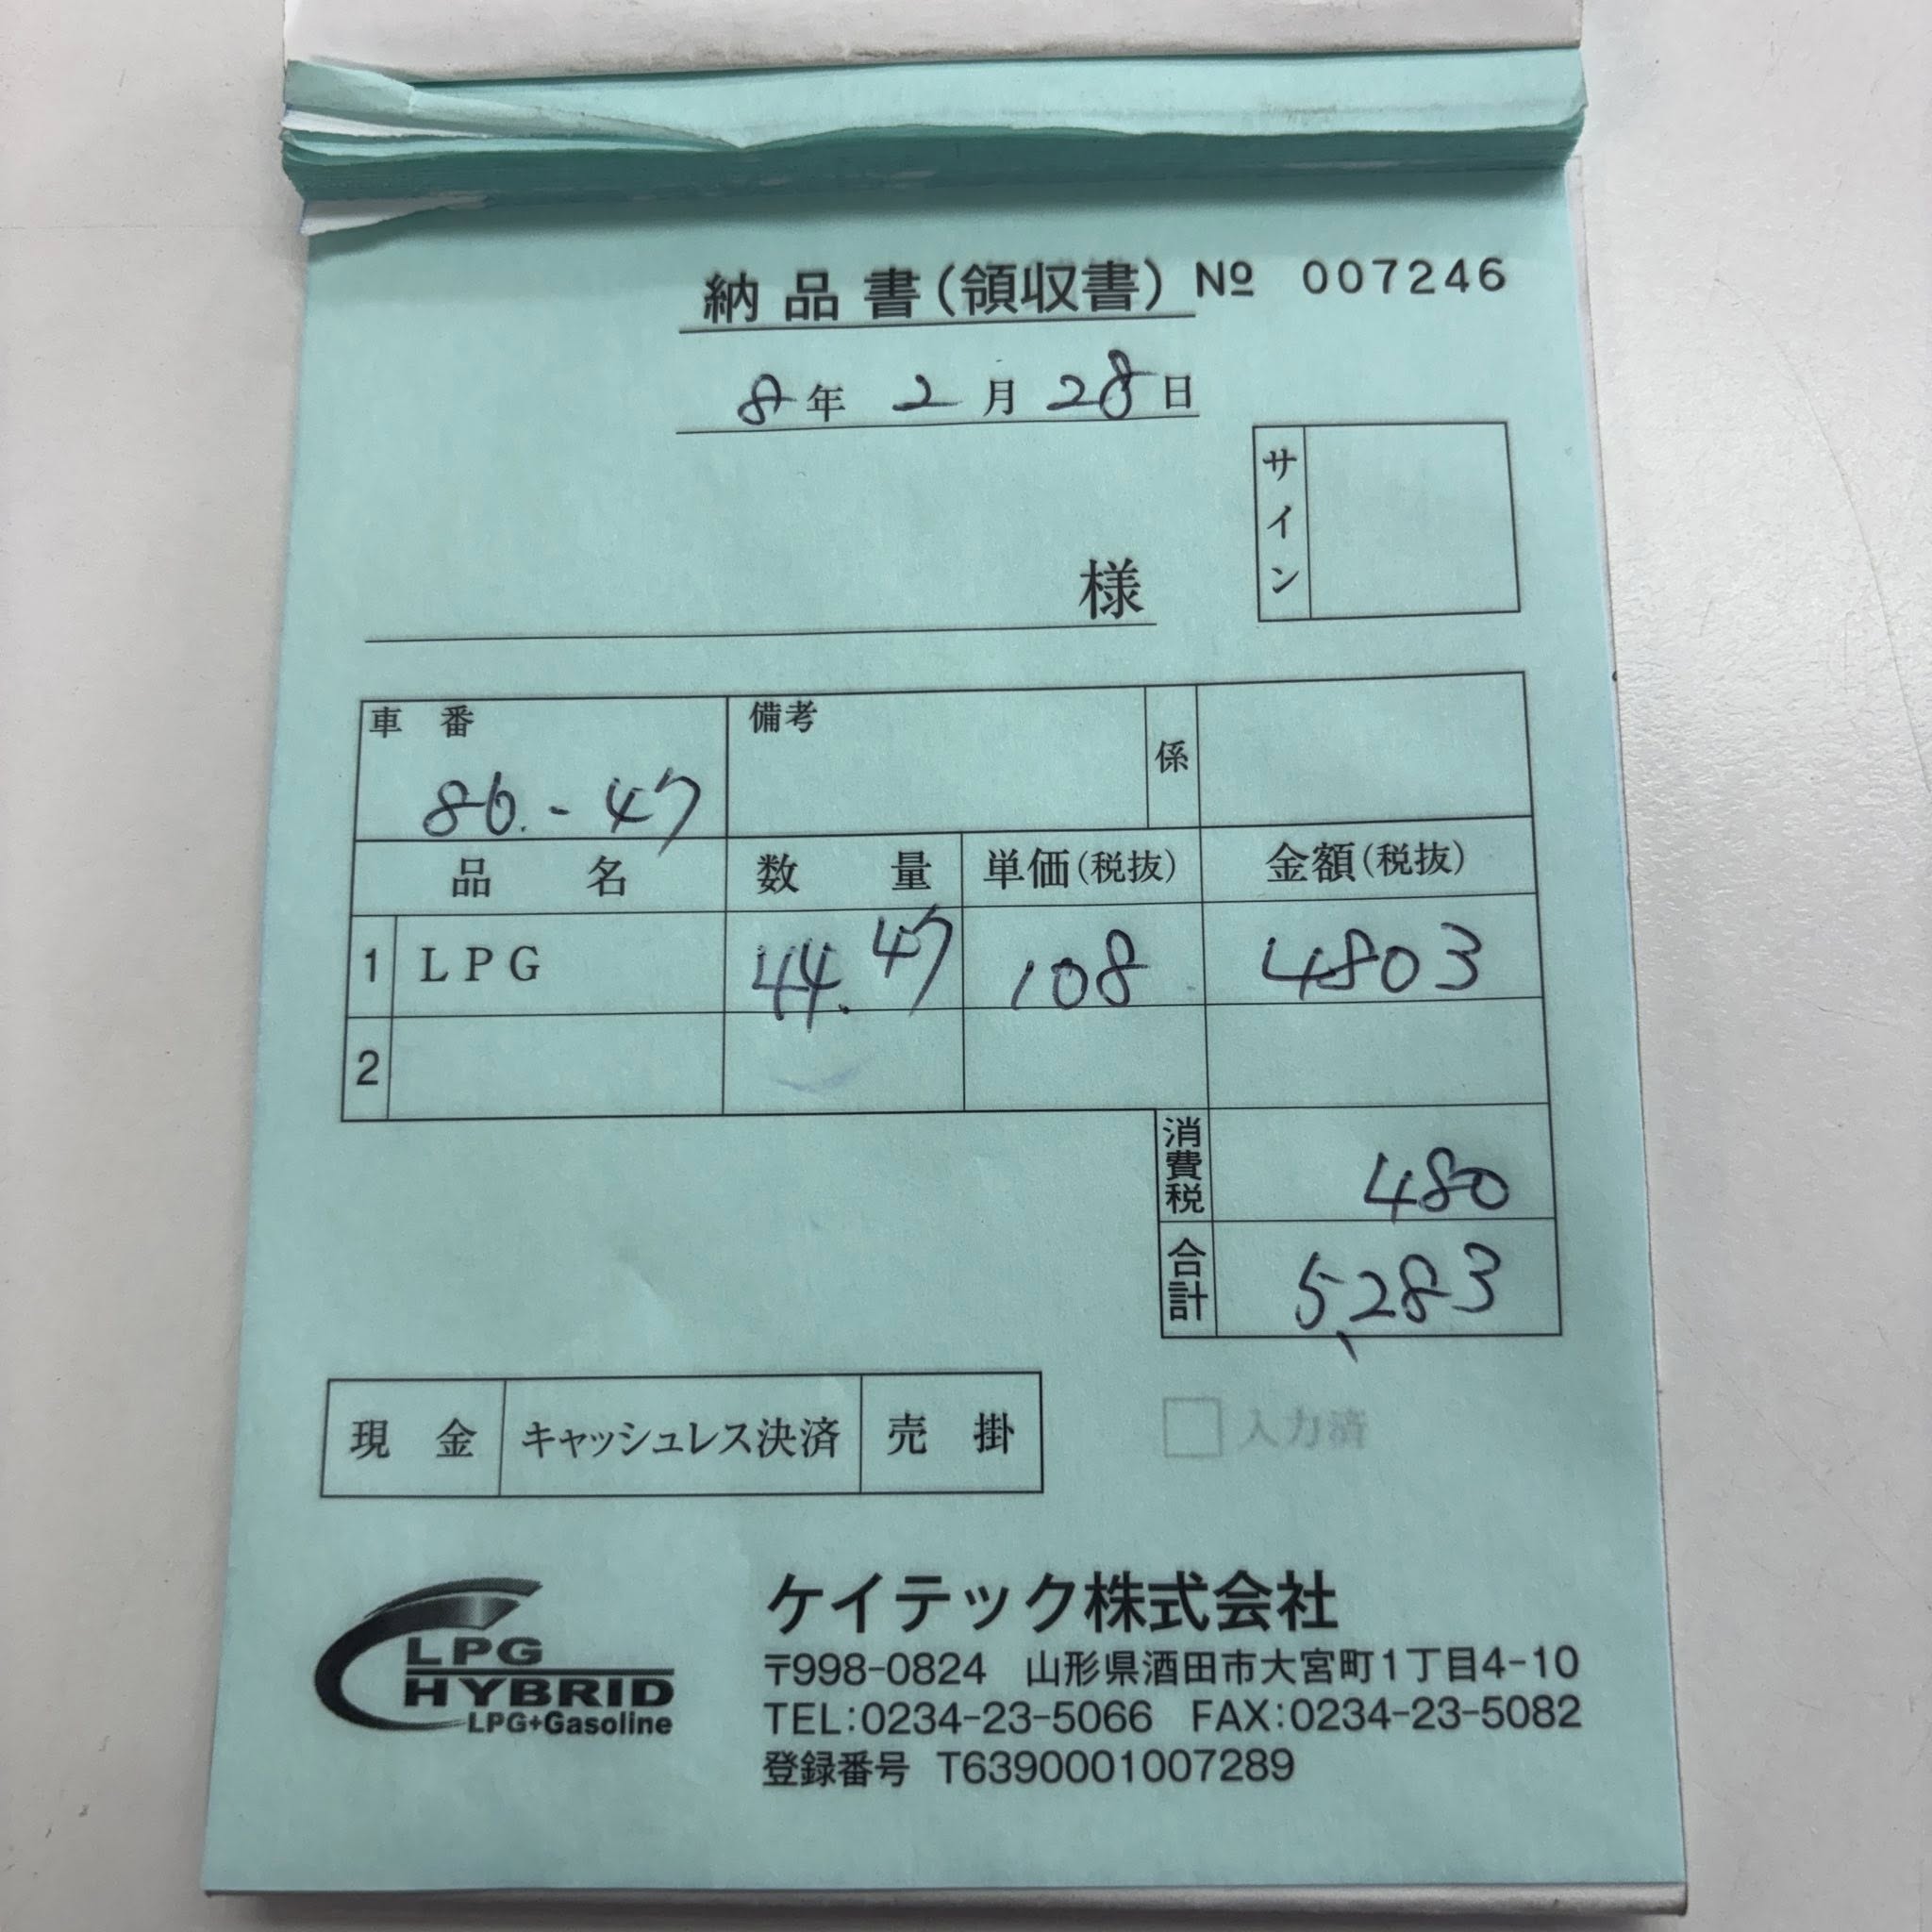 納品書(領収書) № 007246
8年 2月 28日
サイン
様
車番 備考 係
86.-47
品名 数量 単価(税抜) 金額(税抜)
1 LPG 44.47 108 4803
2
消費税 480
合計 5,283
現金 キャッシュレス決済 売掛 入力済
LPG
HYBRID
LPG+Gasoline
ケイテック株式会社
〒998-0824 山形県酒田市大宮町1丁目4-10
TEL:0234-23-5066 FAX:0234-23-5082
登録番号 T6390001007289